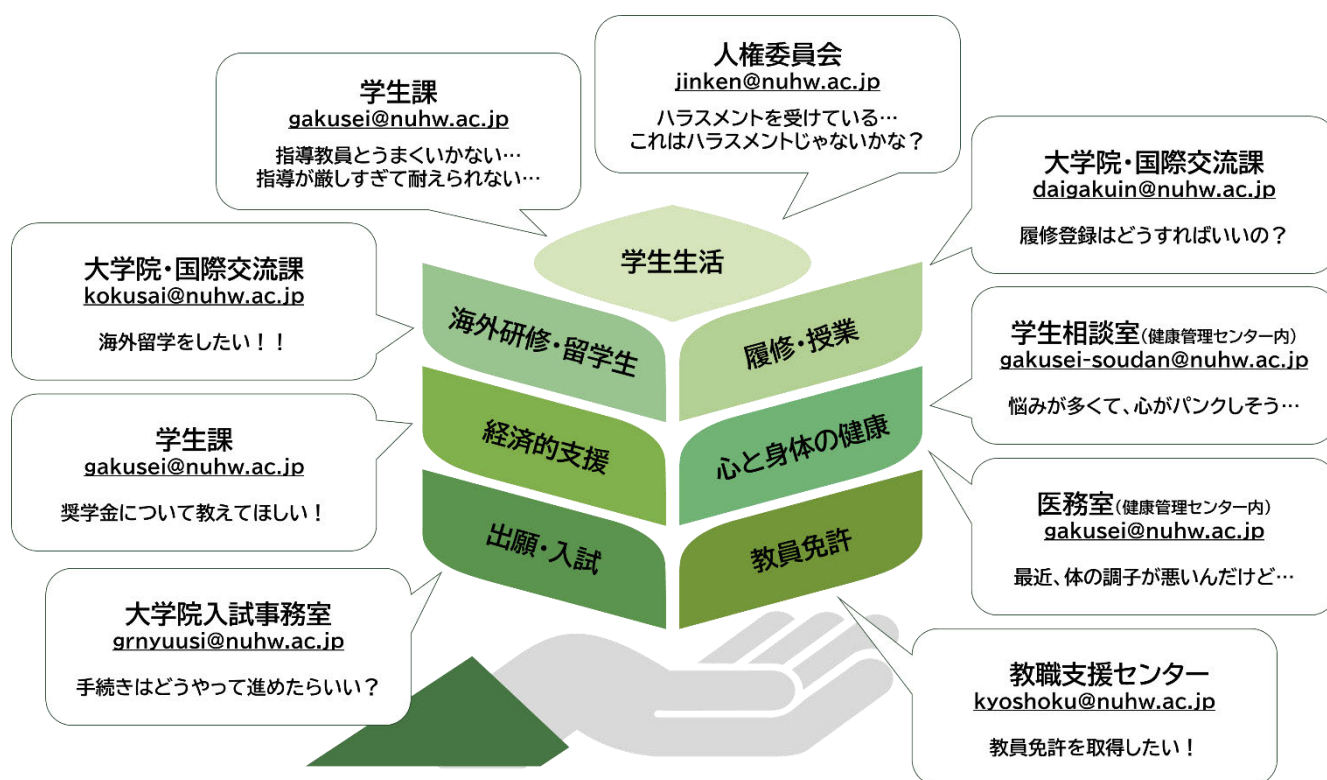 人権委員会
jinken@nuhw.ac.jp
ハラスメントを受けている…
これはハラスメントじゃないかな？
学生課
gakusei@nuhw.ac.jp
指導教員とうまくいかない…
指導が厳しすぎて耐えられない…
大学院・国際交流課
daigakuin@nuhw.ac.jp
履修登録はどうすればいいの？
大学院・国際交流課
kokusai@nuhw.ac.jp
海外留学をしたい！！
学生生活
海外研修・留学生
履修・授業
学生相談室(健康管理センター内)
gakusei-soudan@nuhw.ac.jp
悩みが多くて、心がパンクしそう…
学生課
gakusei@nuhw.ac.jp
奨学金について教えてほしい！
経済的支援
心と身体の健康
医務室(健康管理センター内)
gakusei@nuhw.ac.jp
最近、体の調子が悪いんだけど…
出願・入試
教員免許
大学院入試事務室
grnyuusi@nuhw.ac.jp
手続きはどうやって進めたらいい？
教職支援センター
kyoshoku@nuhw.ac.jp
教員免許を取得したい！